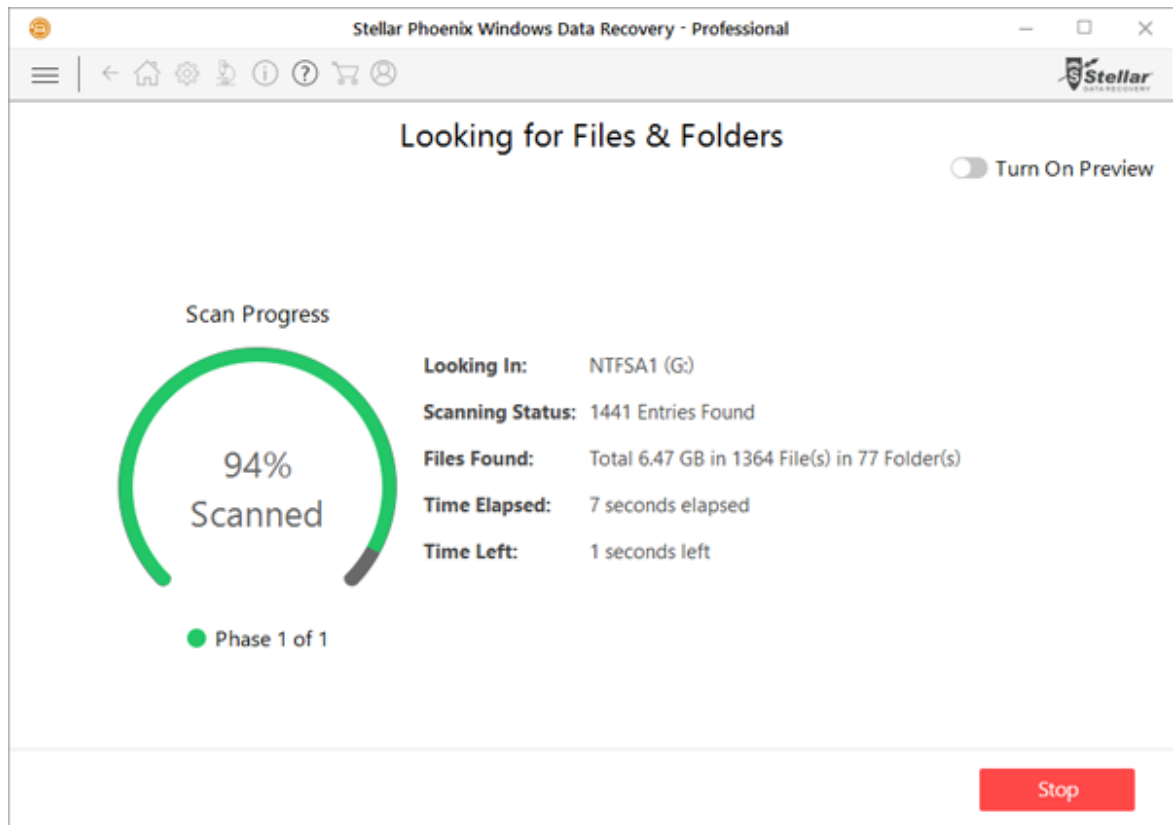 Stellar Phoenix Windows Data Recovery - Professional
Stellar
DATA RECOVERY
Looking for Files & Folders
Turn On Preview
Scan Progress
94%
Scanned
Looking In: NTFSA1 (G:)
Scanning Status: 1441 Entries Found
Files Found: Total 6.47 GB in 1364 File(s) in 77 Folder(s)
Time Elapsed: 7 seconds elapsed
Time Left: 1 seconds left
Phase 1 of 1
Stop